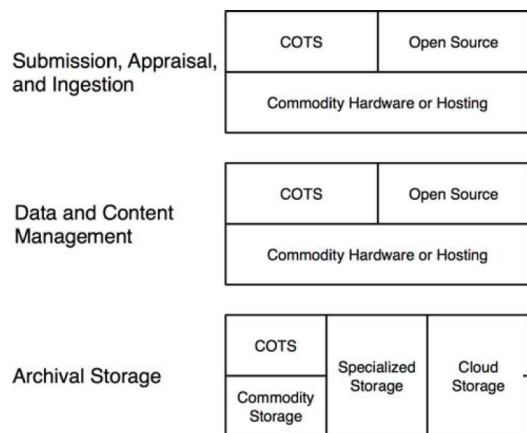 Submission, Appraisal,
and Ingestion
COTS
Open Source
Commodity Hardware or Hosting
Data and Content
Management
COTS
Open Source
Commodity Hardware or Hosting
Archival Storage
COTS
Commodity
Storage
Specialized
Storage
Cloud
Storage